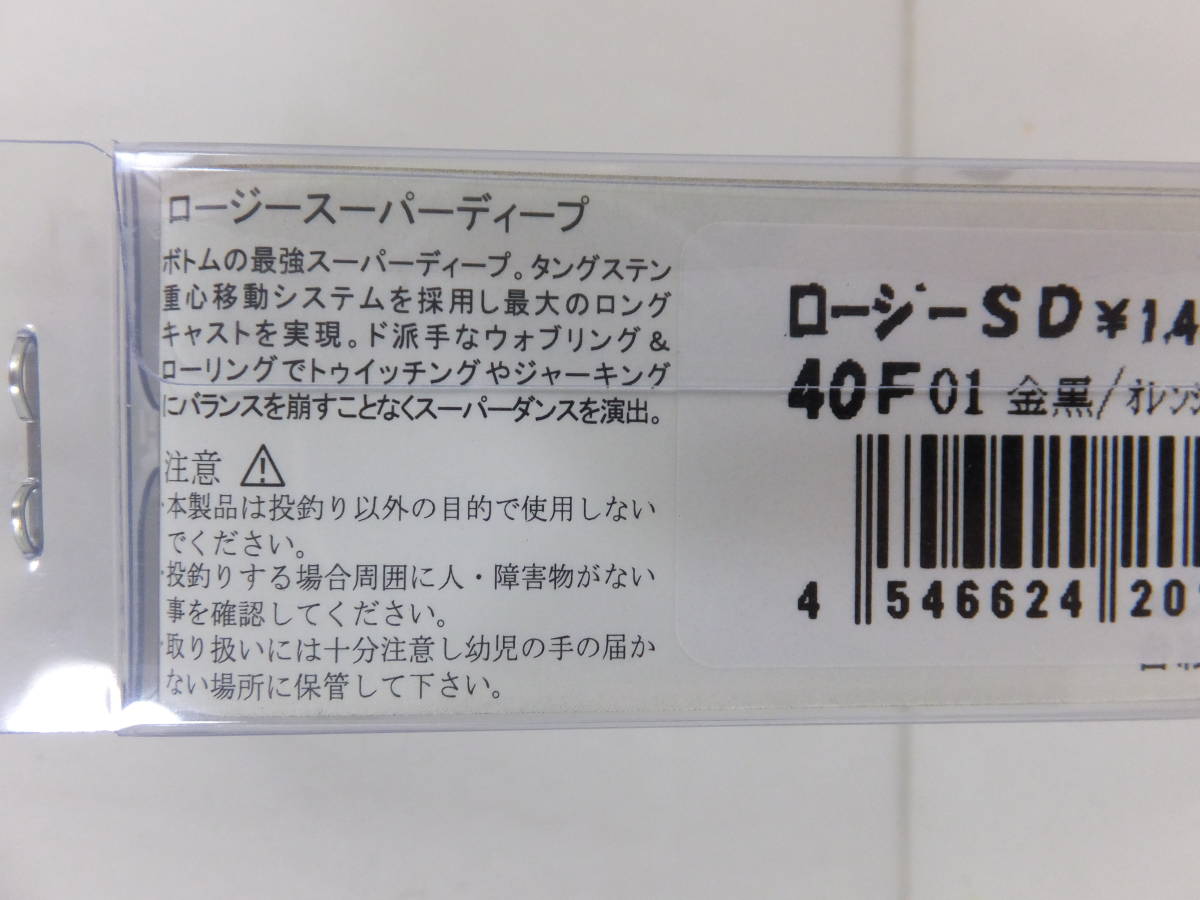 ロージースーパーディープ
ボトムの最強スーパーディープ。タングステン
重心移動システムを採用し最大のロング
キャストを実現。ド派手なウォブリング&
ローリングでトゥイッチングやジャーキング
にバランスを崩すことなくスーパーダンスを演出。
注意
・本製品は投釣り以外の目的で使用しない
でください。
・投釣りする場合周囲に人・障害物がない
事を確認してください。
・取り扱いには十分注意し幼児の手の届か
ない場所に保管して下さい。
ロージーSD¥1,4
40F01 金黒/オレンジ
4 546624 20